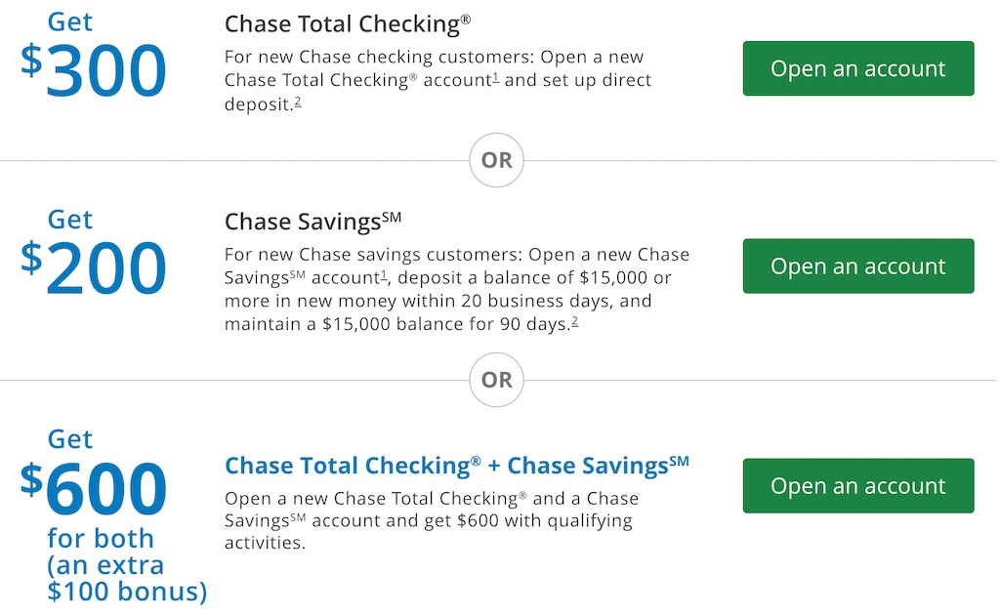 Get
$300
Chase Total Checking®
For new Chase checking customers: Open a new
Chase Total Checking® account¹ and set up direct
deposit.²
Open an account
OR
Get
$200
Chase Savings℠
For new Chase savings customers: Open a new Chase
Savings℠ account¹, deposit a balance of $15,000 or
more in new money within 20 business days, and
maintain a $15,000 balance for 90 days.²
Open an account
OR
Get
$600
for both
(an extra
$100 bonus)
Chase Total Checking® + Chase Savings℠
Open a new Chase Total Checking® and a Chase
Savings℠ account and get $600 with qualifying
activities.
Open an account